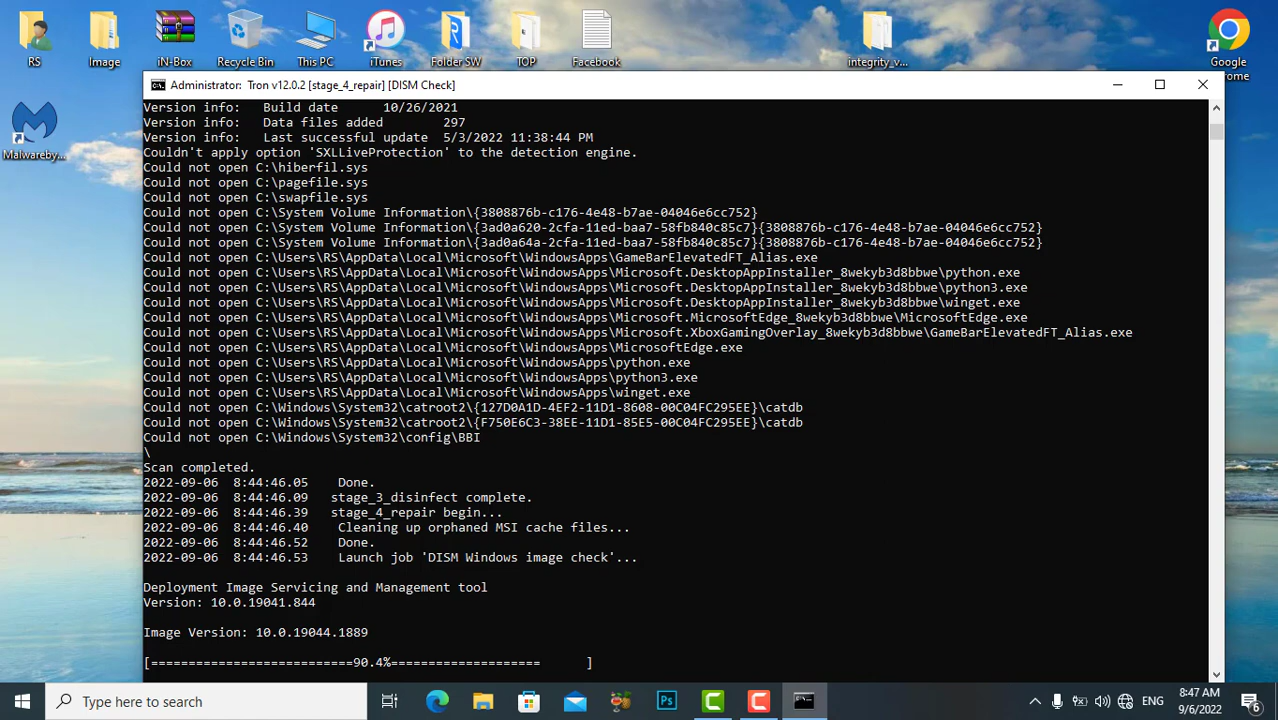 RS
Image
iN-Box
Recycle Bin
This PC
iTunes
Folder SW
TOP
Facebook
integrity_v...
Google
ome
Malwareby...
Administrator:  Tron v12.0.2 [stage_4_repair] [DISM Check]
Version info:   Build date      10/26/2021
Version info:   Data files added        297
Version info:   Last successful update  5/3/2022 11:38:44 PM
Couldn't apply option 'SXLLiveProtection' to the detection engine.
Could not open C:\hiberfil.sys
Could not open C:\pagefile.sys
Could not open C:\swapfile.sys
Could not open C:\System Volume Information\{3808876b-c176-4e48-b7ae-04046e6cc752}
Could not open C:\System Volume Information\{3ad0a620-2cfa-11ed-baa7-58fb840c85c7}{3808876b-c176-4e48-b7ae-04046e6cc752}
Could not open C:\System Volume Information\{3ad0a64a-2cfa-11ed-baa7-58fb840c85c7}{3808876b-c176-4e48-b7ae-04046e6cc752}
Could not open C:\Users\RS\AppData\Local\Microsoft\WindowsApps\GameBarElevatedFT_Alias.exe
Could not open C:\Users\RS\AppData\Local\Microsoft\WindowsApps\Microsoft.DesktopAppInstaller_8wekyb3d8bbwe\python.exe
Could not open C:\Users\RS\AppData\Local\Microsoft\WindowsApps\Microsoft.DesktopAppInstaller_8wekyb3d8bbwe\python3.exe
Could not open C:\Users\RS\AppData\Local\Microsoft\WindowsApps\Microsoft.DesktopAppInstaller_8wekyb3d8bbwe\winget.exe
Could not open C:\Users\RS\AppData\Local\Microsoft\WindowsApps\Microsoft.MicrosoftEdge_8wekyb3d8bbwe\MicrosoftEdge.exe
Could not open C:\Users\RS\AppData\Local\Microsoft\WindowsApps\Microsoft.XboxGamingOverlay_8wekyb3d8bbwe\GameBarElevatedFT_Alias.exe
Could not open C:\Users\RS\AppData\Local\Microsoft\WindowsApps\MicrosoftEdge.exe
Could not open C:\Users\RS\AppData\Local\Microsoft\WindowsApps\python.exe
Could not open C:\Users\RS\AppData\Local\Microsoft\WindowsApps\python3.exe
Could not open C:\Users\RS\AppData\Local\Microsoft\WindowsApps\winget.exe
Could not open C:\Windows\System32\catroot2\{127D0A1D-4EF2-11D1-8608-00C04FC295EE}\catdb
Could not open C:\Windows\System32\catroot2\{F750E6C3-38EE-11D1-85E5-00C04FC295EE}\catdb
Could not open C:\Windows\System32\config\BBI
\
Scan completed.
2022-09-06  8:44:46.05    Done.
2022-09-06  8:44:46.09   stage_3_disinfect complete.
2022-09-06  8:44:46.39   stage_4_repair begin...
2022-09-06  8:44:46.40    Cleaning up orphaned MSI cache files...
2022-09-06  8:44:46.52    Done.
2022-09-06  8:44:46.53    Launch job 'DISM Windows image check'...
Deployment Image Servicing and Management tool
Version: 10.0.19041.844
Image Version: 10.0.19044.1889
[===========================90.4%====================      ]
Type here to search
Ps
ENG
8:47 AM
9/6/2022
6